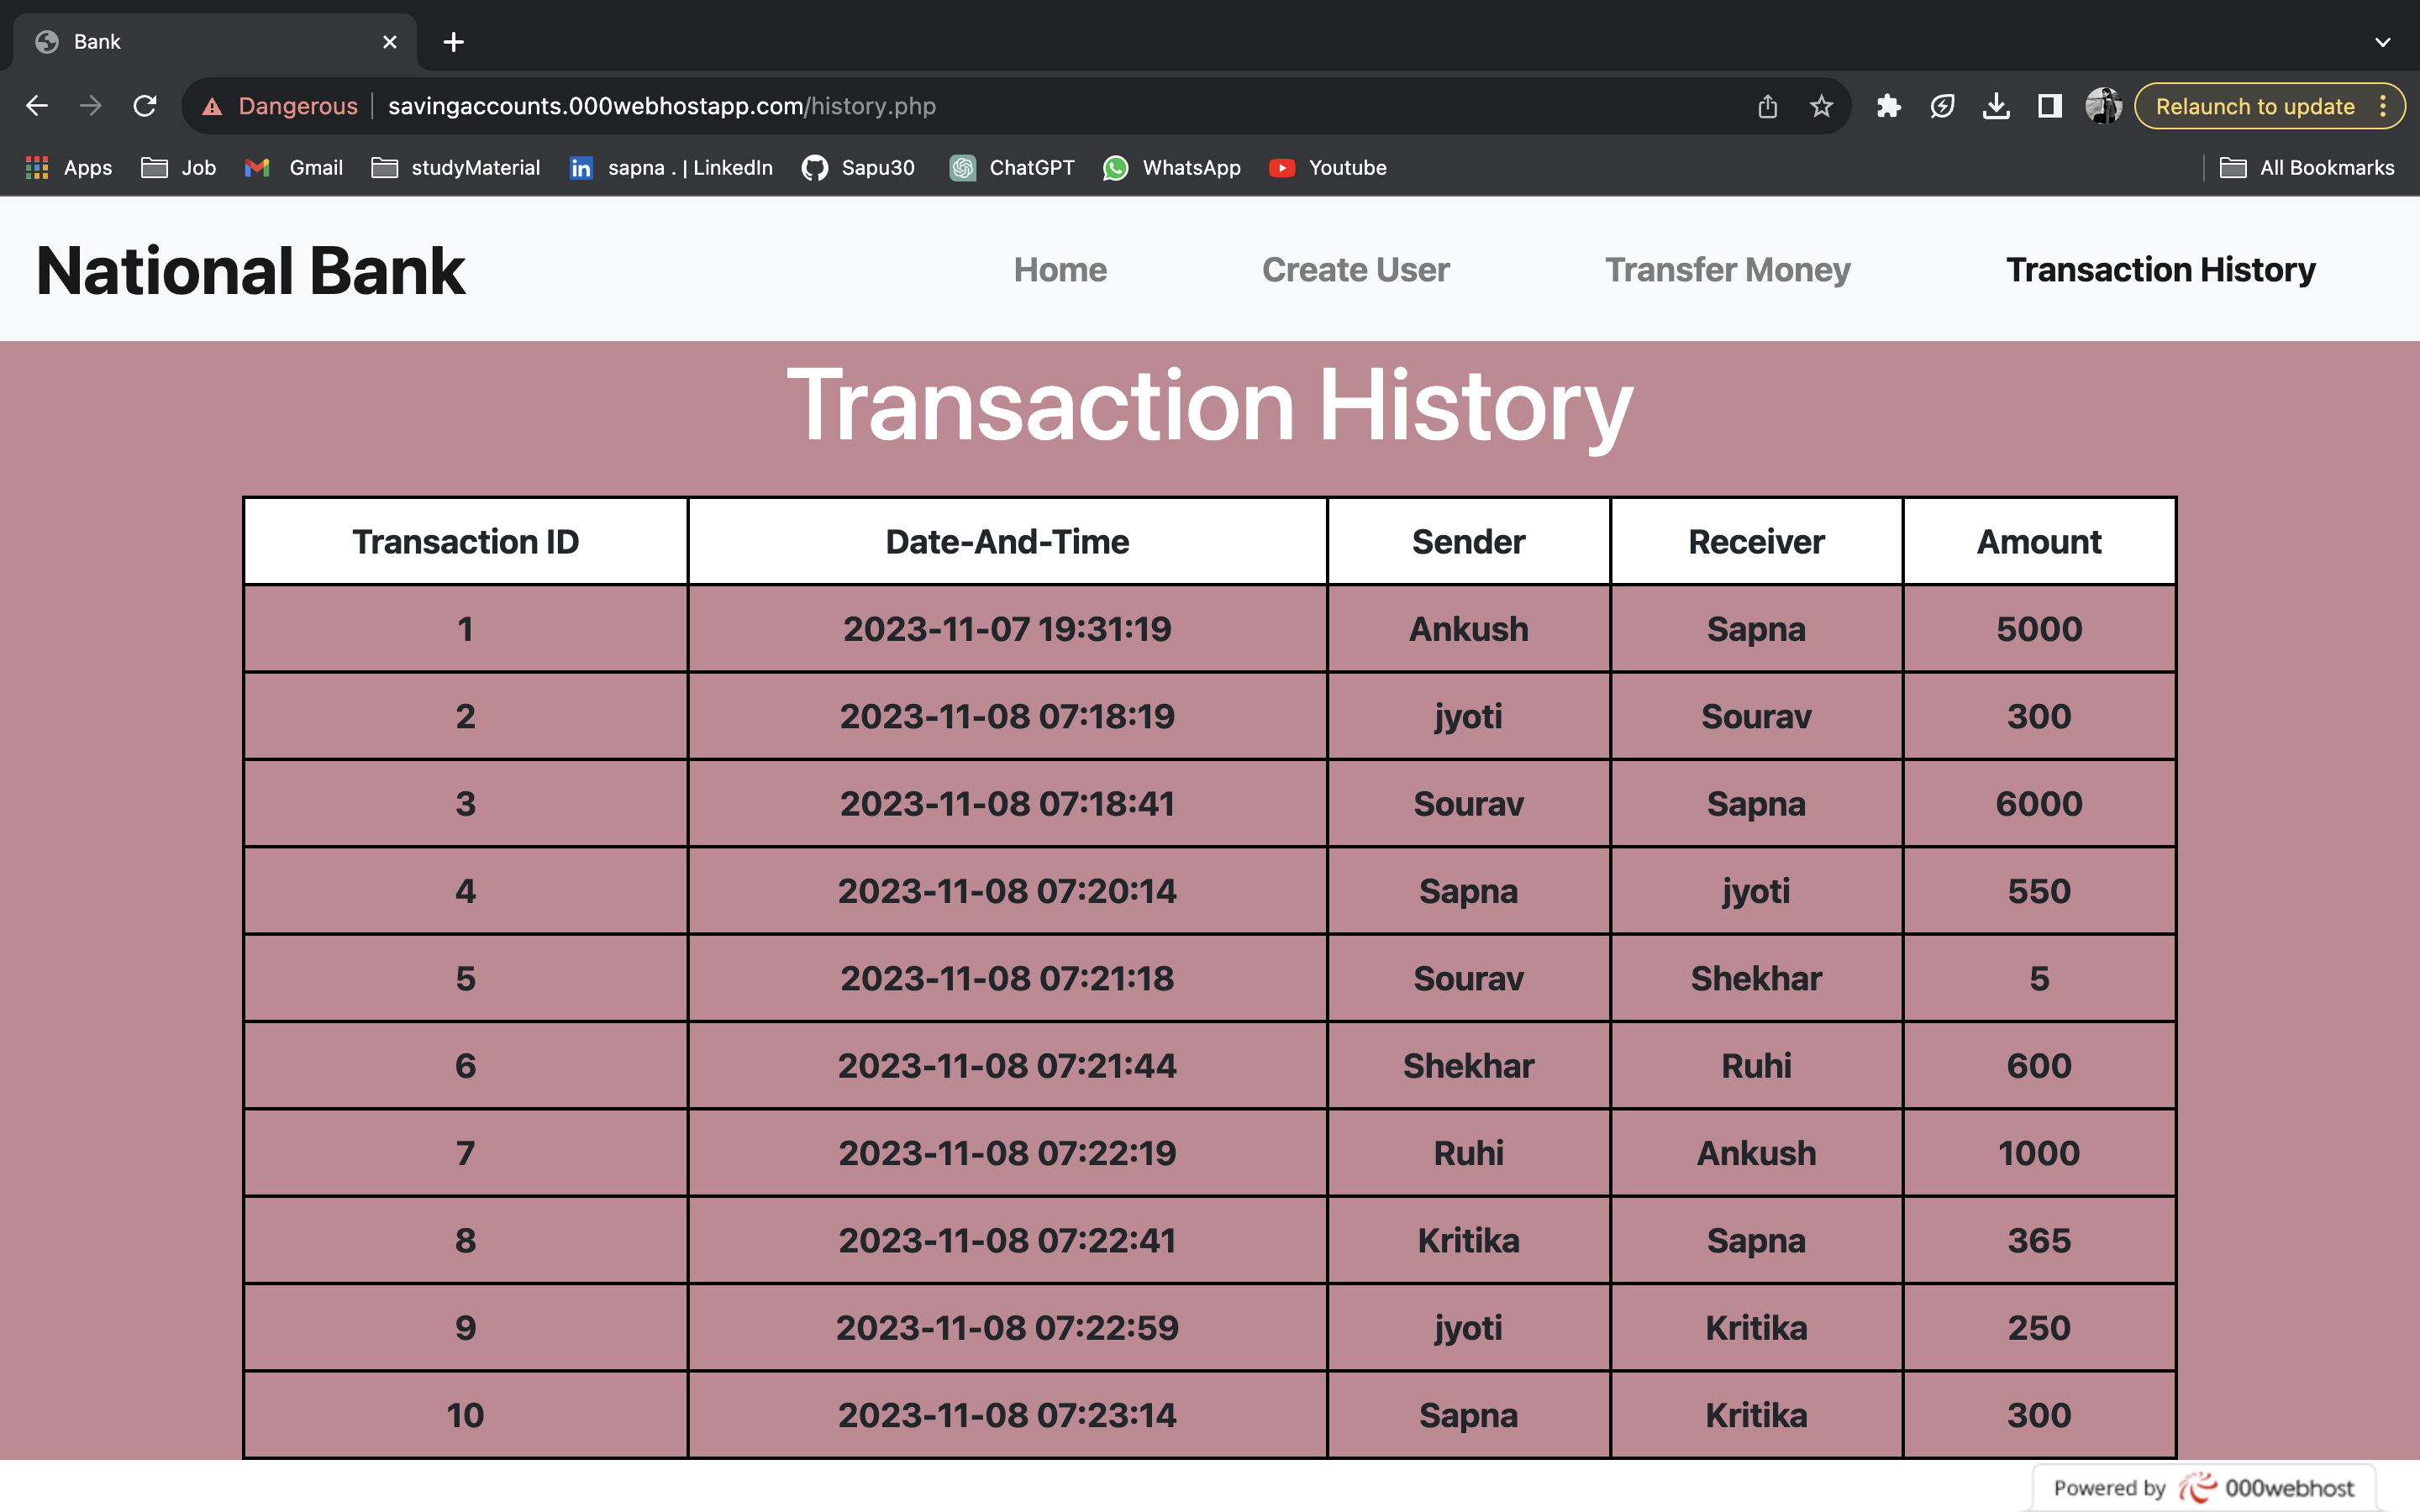 Bank
Dangerous savingaccounts.000webhostapp.com/history.php Relaunch to update
Apps Job Gmail studyMaterial sapna . | LinkedIn Sapu30 ChatGPT WhatsApp Youtube All Bookmarks
National Bank Home Create User Transfer Money Transaction History
Transaction History
Transaction ID Date-And-Time Sender Receiver Amount
1 2023-11-07 19:31:19 Ankush Sapna 5000
2 2023-11-08 07:18:19 jyoti Sourav 300
3 2023-11-08 07:18:41 Sourav Sapna 6000
4 2023-11-08 07:20:14 Sapna jyoti 550
5 2023-11-08 07:21:18 Sourav Shekhar 5
6 2023-11-08 07:21:44 Shekhar Ruhi 600
7 2023-11-08 07:22:19 Ruhi Ankush 1000
8 2023-11-08 07:22:41 Kritika Sapna 365
9 2023-11-08 07:22:59 jyoti Kritika 250
10 2023-11-08 07:23:14 Sapna Kritika 300
Powered by 000webhost